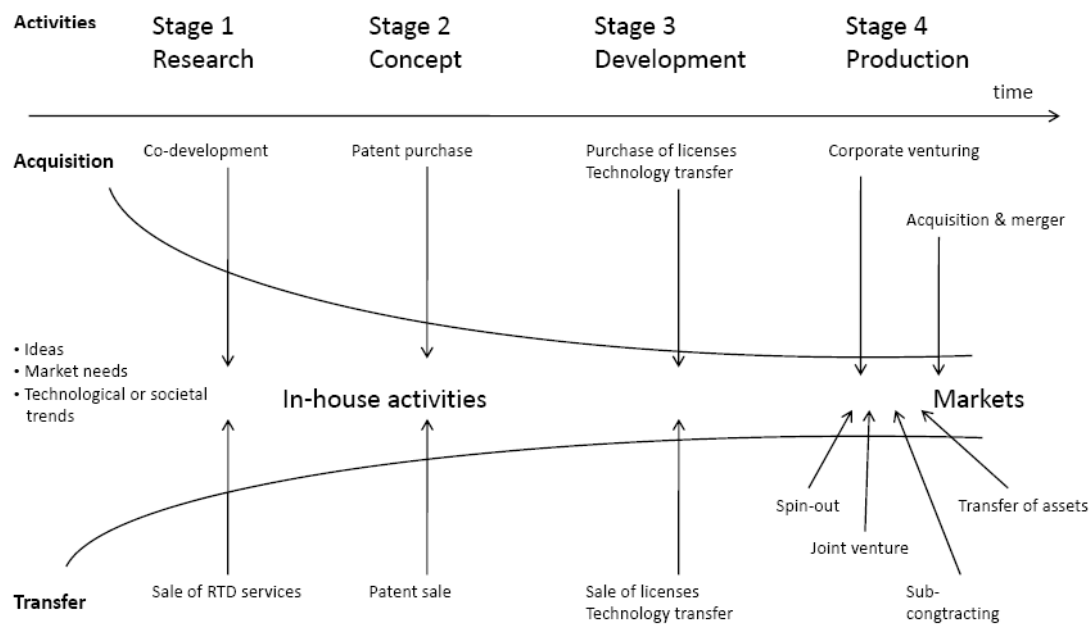 Activities
Stage 1
Research
Stage 2
Concept
Stage 3
Development
Stage 4
Production
time
Acquisition
Co-development
Patent purchase
Purchase of licenses
Technology transfer
Corporate venturing
Acquisition & merger
• Ideas
• Market needs
• Technological or societal
trends
In-house activities
Markets
Spin-out
Transfer of assets
Joint venture
Transfer
Sale of RTD services
Patent sale
Sale of licenses
Technology transfer
Sub-
congtracting